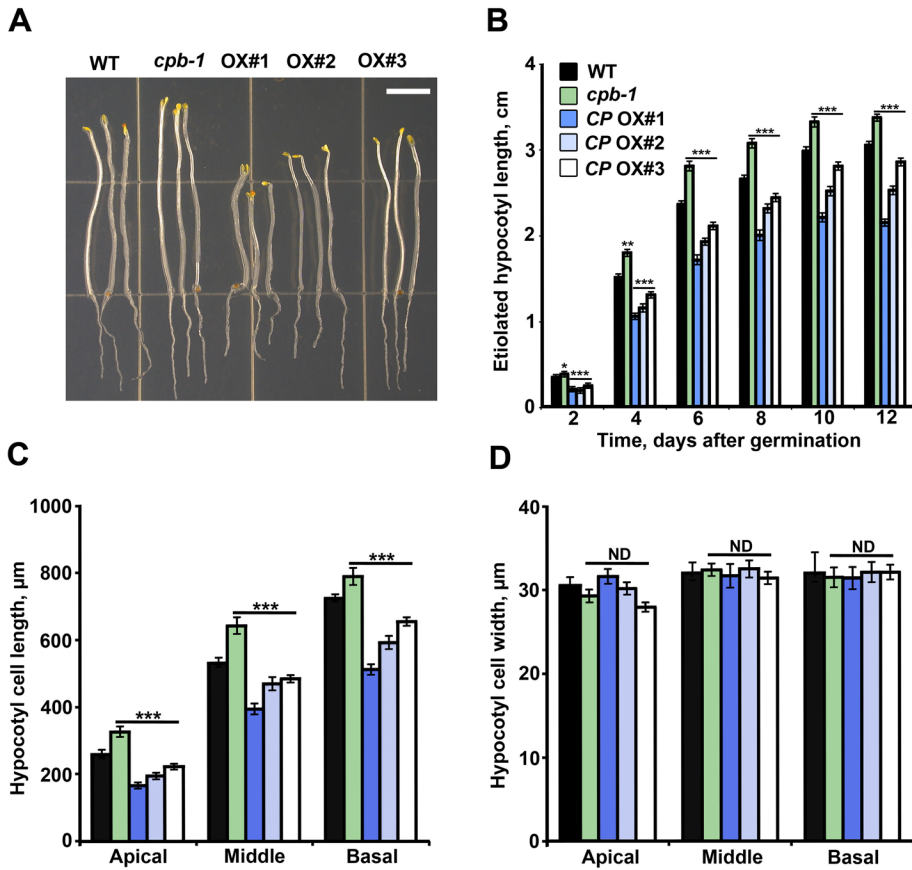 A
WT cpb-1 OX#1 OX#2 OX#3
B
WT
cpb-1
CP OX#1
CP OX#2
CP OX#3
Etiolated hypocotyl length, cm
4
3
2
1
0
* *** ** *** *** *** *** ***
2 4 6 8 10 12
Time, days after germination
C
Hypocotyl cell length, µm
1000
800
600
400
200
0
*** *** ***
Apical Middle Basal
D
Hypocotyl cell width, µm
40
30
20
10
0
ND ND ND
Apical Middle Basal